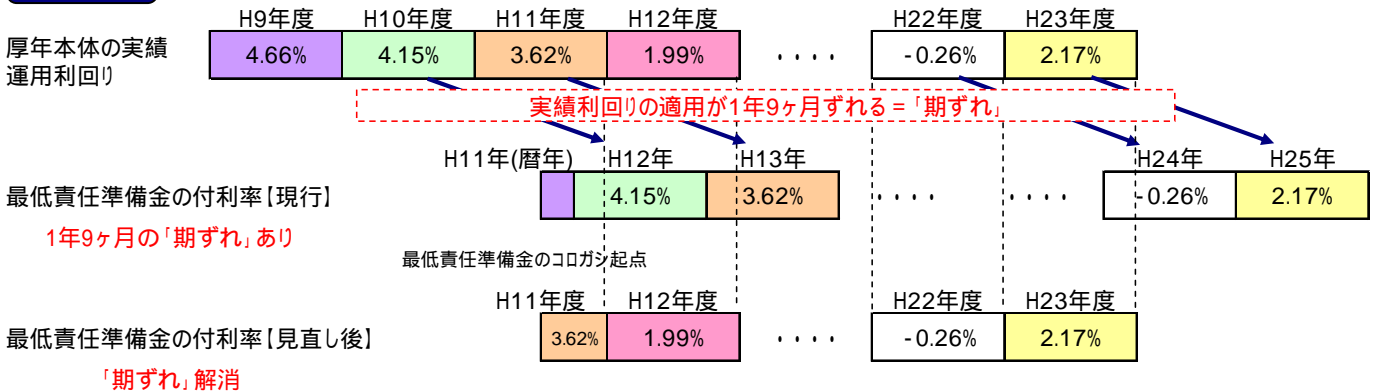 H9年度 H10年度 H11年度 H12年度 H22年度 H23年度
厚年本体の実績
運用利回り
4.66% 4.15% 3.62% 1.99% ・・・・ -0.26% 2.17%
実績利回りの適用が1年9ヶ月ずれる=「期ずれ」
H11年(暦年) H12年 H13年 H24年 H25年
最低責任準備金の付利率【現行】
4.15% 3.62% ・・・・ ・・・・ -0.26% 2.17%
1年9ヶ月の「期ずれ」あり
最低責任準備金のコロガシ起点
H11年度 H12年度 H22年度 H23年度
最低責任準備金の付利率【見直し後】
3.62% 1.99% ・・・・ -0.26% 2.17%
「期ずれ」解消